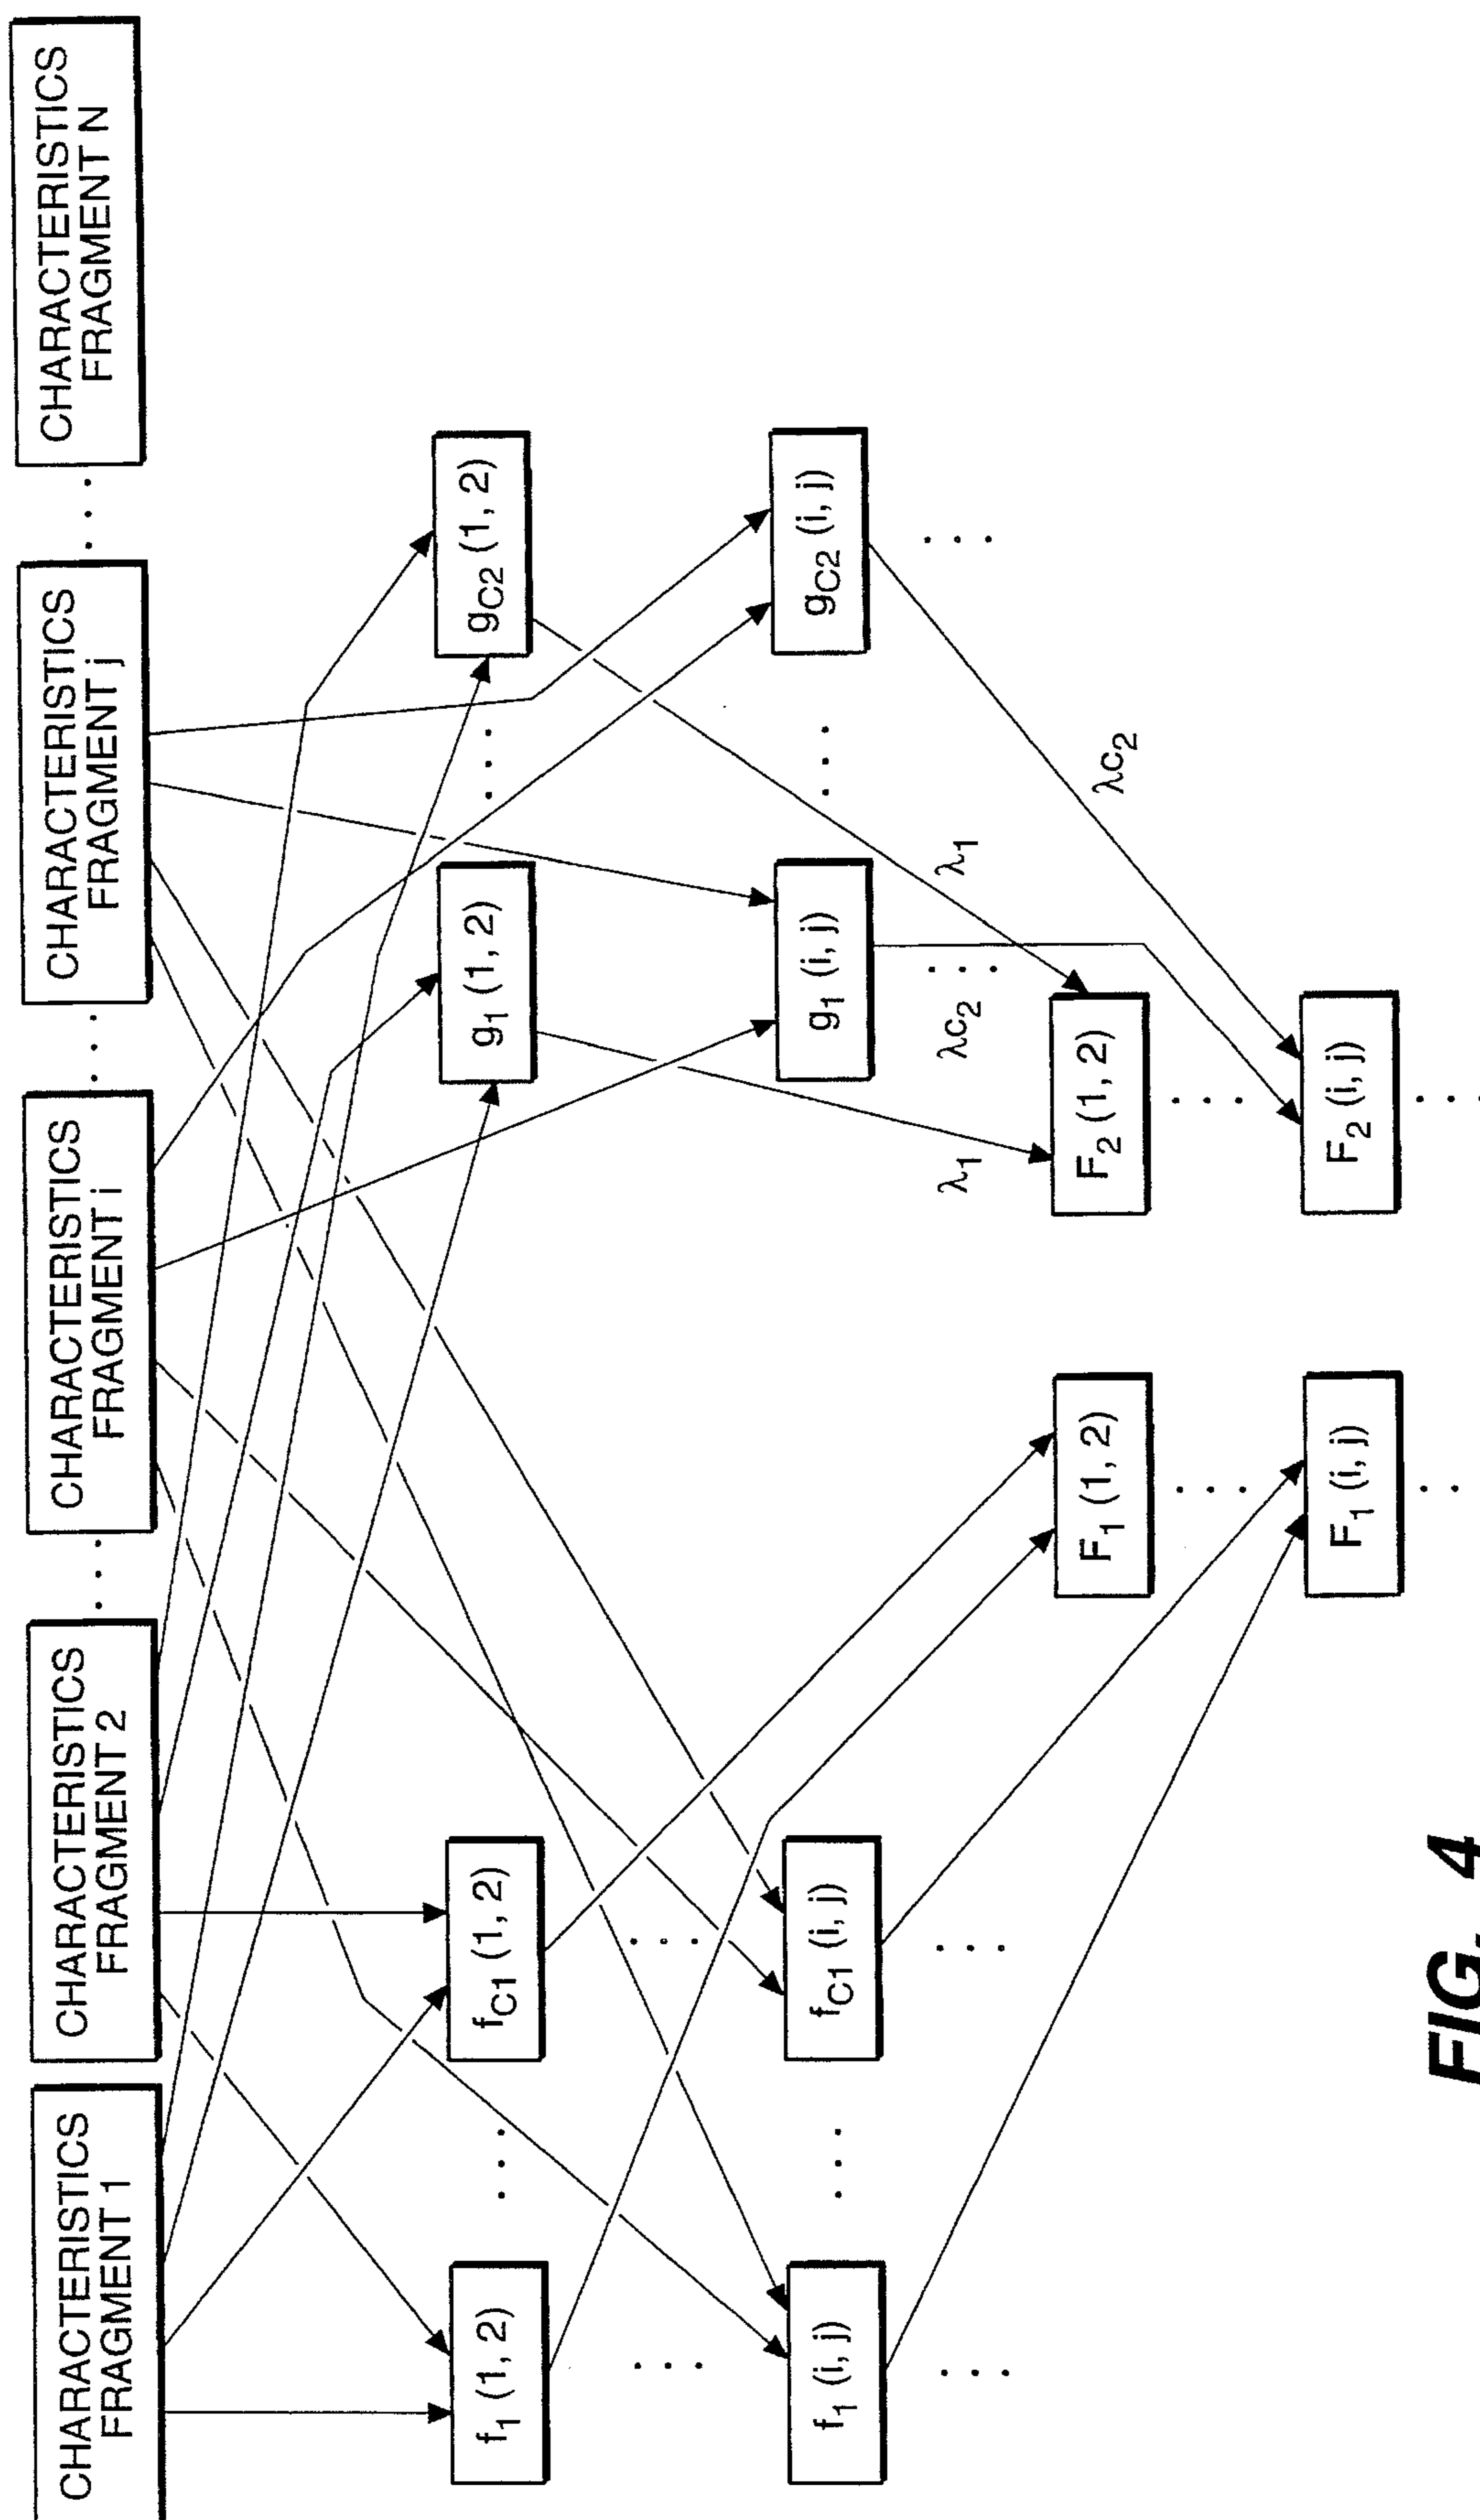 CHARACTERISTICS
FRAGMENT 1
CHARACTERISTICS
FRAGMENT 2
. . .
CHARACTERISTICS
FRAGMENT i
. . .
CHARACTERISTICS
FRAGMENT j
. . .
CHARACTERISTICS
FRAGMENT N
f1 (1, 2)
. . .
fC1 (1, 2)
g1 (1, 2)
. . .
gC2 (1, 2)
. . .
. . .
f1 (i, j)
. . .
fC1 (i, j)
g1 (i, j)
. . .
gC2 (i, j)
. . .
. . .
λ1
λc2
. . .
λ1
. . .
λc2
F1 (1, 2)
F2 (1, 2)
. . .
. . .
F1 (i, j)
F2 (i, j)
. . .
. . .
FIG. 4